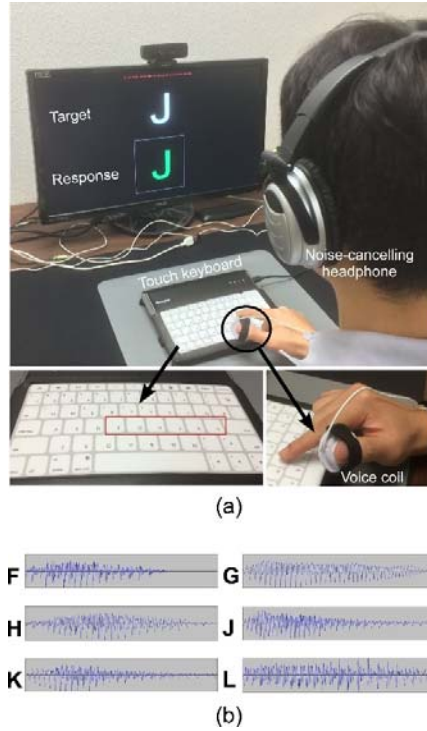 Target J
Response J
Noise-cancelling
headphone
Touch keyboard
Voice coil
(a)
F G
H J
K L
(b)